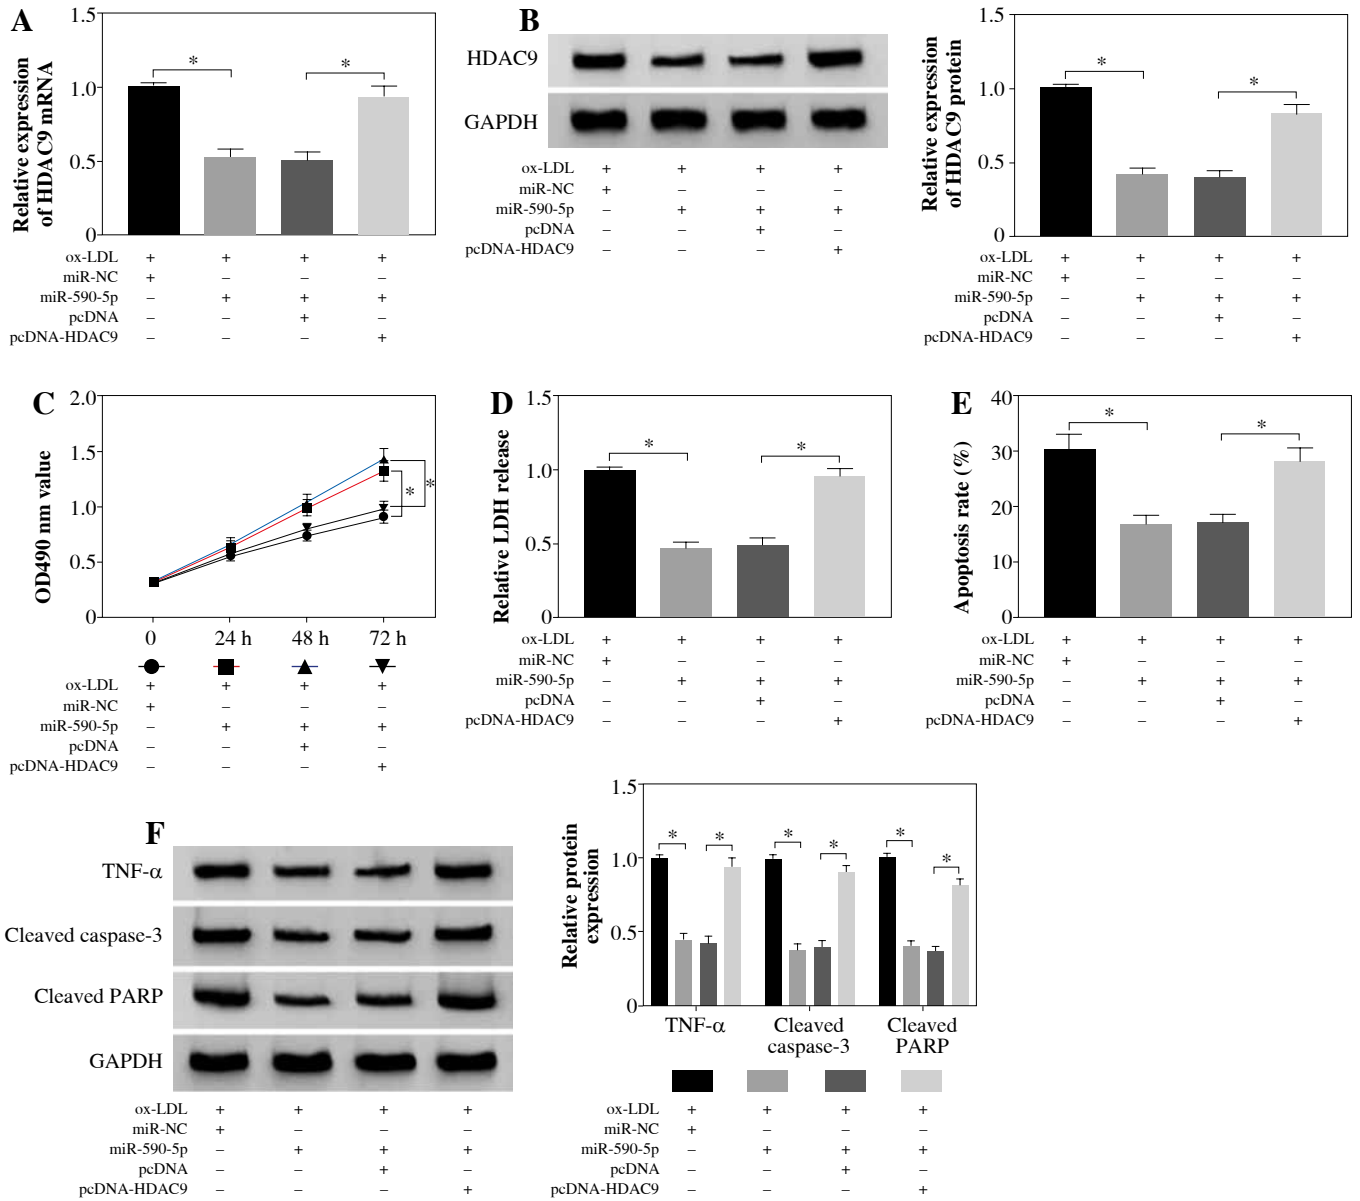 A
Relative expression
of HDAC9 mRNA
1.5
1.0
0.5
0
*
*
ox-LDL + + + +
miR-NC + – – –
miR-590-5p – + + +
pcDNA – – + –
pcDNA-HDAC9 – – – +
B
HDAC9
GAPDH
ox-LDL + + + +
miR-NC + – – –
miR-590-5p – + + +
pcDNA – – + –
pcDNA-HDAC9 – – – +
Relative expression
of HDAC9 protein
1.5
1.0
0.5
0
*
*
ox-LDL + + + +
miR-NC + – – –
miR-590-5p – + + +
pcDNA – – + –
pcDNA-HDAC9 – – – +
C
OD490 nm value
2.0
1.5
1.0
0.5
0
*
*
0 24 h 48 h 72 h
ox-LDL + + + +
miR-NC + – – –
miR-590-5p – + + +
pcDNA – – + –
pcDNA-HDAC9 – – – +
D
Relative LDH release
1.5
1.0
0.5
0
*
*
ox-LDL + + + +
miR-NC + – – –
miR-590-5p – + + +
pcDNA – – + –
pcDNA-HDAC9 – – – +
E
Apoptosis rate (%)
40
30
20
10
0
*
*
ox-LDL + + + +
miR-NC + – – –
miR-590-5p – + + +
pcDNA – – + –
pcDNA-HDAC9 – – – +
F
TNF-α
Cleaved caspase-3
Cleaved PARP
GAPDH
ox-LDL + + + +
miR-NC + – – –
miR-590-5p – + + +
pcDNA – – + –
pcDNA-HDAC9 – – – +
Relative protein
expression
1.5
1.0
0.5
0
* * * * * *
TNF-α Cleaved Cleaved
caspase-3 PARP
ox-LDL + + + +
miR-NC + – – –
miR-590-5p – + + +
pcDNA – – + –
pcDNA-HDAC9 – – – +